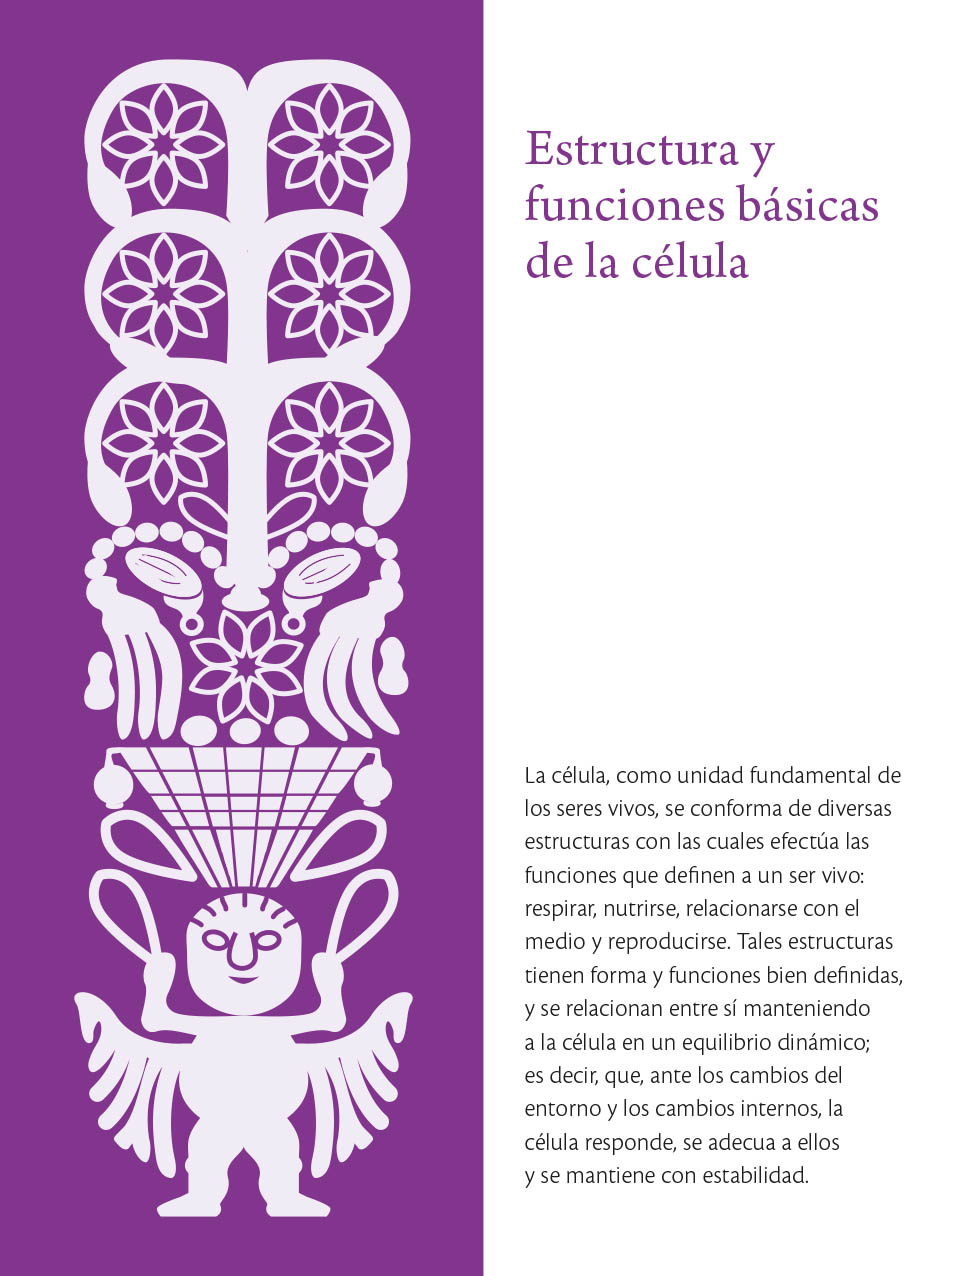 Estructura y
funciones básicas
de la célula
La célula, como unidad fundamental de
los seres vivos, se conforma de diversas
estructuras con las cuales efectúa las
funciones que definen a un ser vivo:
respirar, nutrirse, relacionarse con el
medio y reproducirse. Tales estructuras
tienen forma y funciones bien definidas,
y se relacionan entre sí manteniendo
a la célula en un equilibrio dinámico;
es decir, que, ante los cambios del
entorno y los cambios internos, la
célula responde, se adecua a ellos
y se mantiene con estabilidad.